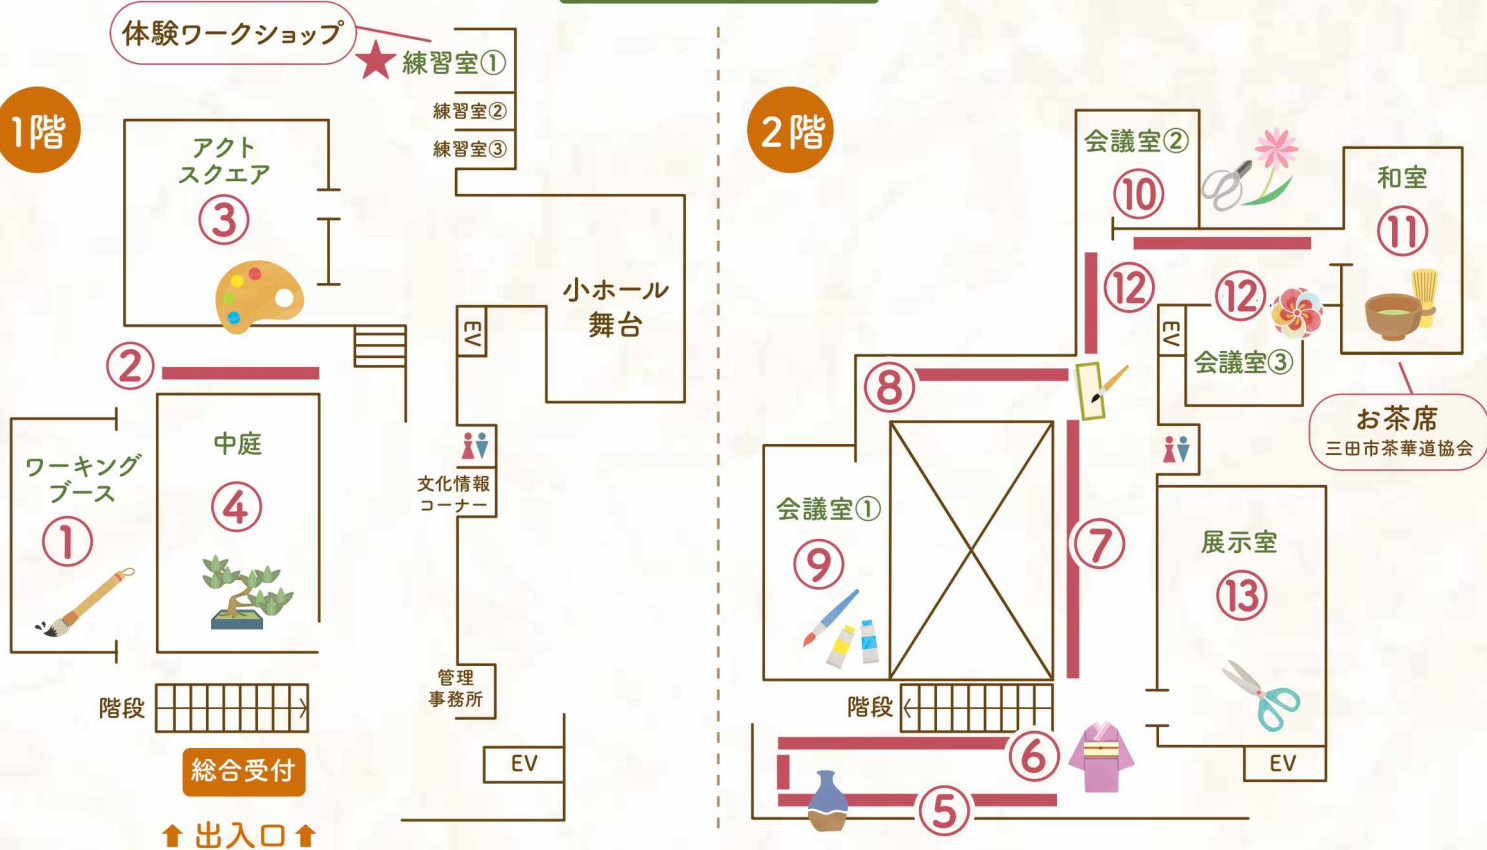 体験ワークショップ
★練習室①
練習室②
練習室③
1階
アクト
スクエア
③
小ホール
舞台
EV
②
中庭
④
ワーキング
ブース
①
文化情報
コーナー
管理
事務所
階段
総合受付
EV
⬆出入口⬆
2階
会議室②
⑩
和室
⑪
⑫
⑫
EV
会議室③
お茶席
三田市茶華道協会
⑧
会議室①
⑨
⑦
展示室
⑬
階段
⑥
EV
⑤